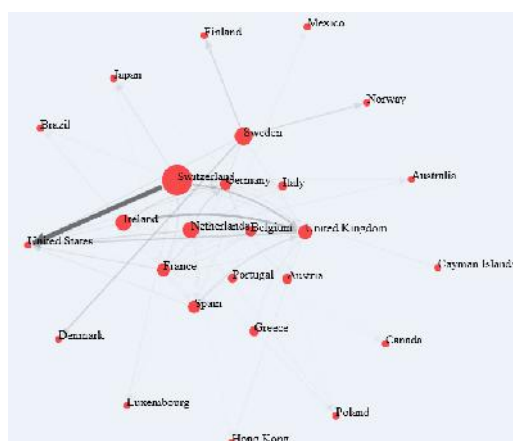 Mexico
Finland
Japan
Norway
Brazil
Sweden
Switzerland
Germany
Italy
Australia
Ireland
Netherlands
Belgium
United Kingdom
United States
France
Portugal
Austria
Cayman Islands
Spain
Greece
Denmark
Canada
Luxembourg
Poland
Hong Kong